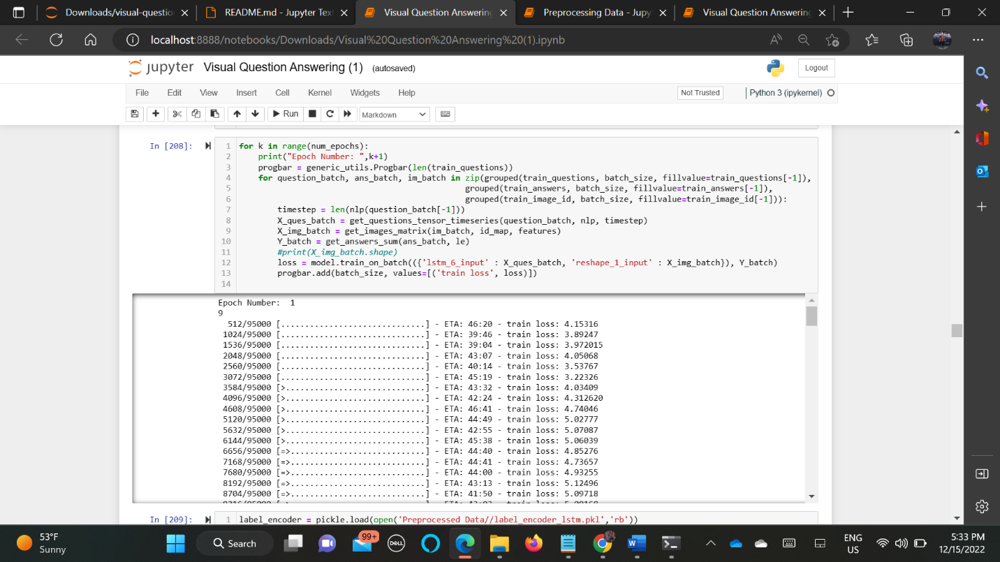 Downloads/visual-questio
README.md - Jupyter Text
Visual Question Answering
Preprocessing Data - Jupy
Visual Question Answering
localhost:8888/notebooks/Downloads/Visual%20Question%20Answering%20(1).ipynb
jupyter Visual Question Answering (1) (autosaved)
Logout
File Edit View Insert Cell Kernel Widgets Help
Not Trusted
Python 3 (ipykernel)
Run
Markdown
In [208]:
1 for k in range(num_epochs):
2 print("Epoch Number: ",k+1)
3 progbar = generic_utils.Progbar(len(train_questions))
4 for question_batch, ans_batch, im_batch in zip(grouped(train_questions, batch_size, fillvalue=train_questions[-1]),
5 grouped(train_answers, batch_size, fillvalue=train_answers[-1]),
6 grouped(train_image_id, batch_size, fillvalue=train_image_id[-1])):
7 timestep = len(nlp(question_batch[-1]))
8 X_ques_batch = get_questions_tensor_timeseries(question_batch, nlp, timestep)
9 X_img_batch = get_images_matrix(im_batch, id_map, features)
10 Y_batch = get_answers_sum(ans_batch, le)
11 #print(X_img_batch.shape)
12 loss = model.train_on_batch(({'lstm_6_input' : X_ques_batch, 'reshape_1_input' : X_img_batch}), Y_batch)
13 progbar.add(batch_size, values=[('train loss', loss)])
14
Epoch Number: 1
9
512/95000 [..............................] - ETA: 46:20 - train loss: 4.15316
1024/95000 [..............................] - ETA: 39:46 - train loss: 3.89247
1536/95000 [..............................] - ETA: 39:04 - train loss: 3.972015
2048/95000 [..............................] - ETA: 43:07 - train loss: 4.05068
2560/95000 [..............................] - ETA: 40:14 - train loss: 3.53767
3072/95000 [..............................] - ETA: 45:19 - train loss: 3.22326
3584/95000 [>.............................] - ETA: 43:32 - train loss: 4.03409
4096/95000 [>.............................] - ETA: 42:24 - train loss: 4.312620
4608/95000 [>.............................] - ETA: 46:41 - train loss: 4.74046
5120/95000 [>.............................] - ETA: 44:49 - train loss: 5.02777
5632/95000 [>.............................] - ETA: 42:55 - train loss: 5.07087
6144/95000 [>.............................] - ETA: 45:38 - train loss: 5.06039
6656/95000 [=>............................] - ETA: 44:40 - train loss: 4.85276
7168/95000 [=>............................] - ETA: 44:41 - train loss: 4.73657
7680/95000 [=>............................] - ETA: 44:00 - train loss: 4.93255
8192/95000 [=>............................] - ETA: 43:13 - train loss: 5.12496
8704/95000 [=>............................] - ETA: 41:50 - train loss: 5.09718
In [209]:
1 label_encoder = pickle.load(open('Preprocessed Data//label_encoder_lstm.pkl','rb'))
53°F
Sunny
Search
99+
DELL
ENG
US
5:33 PM
12/15/2022